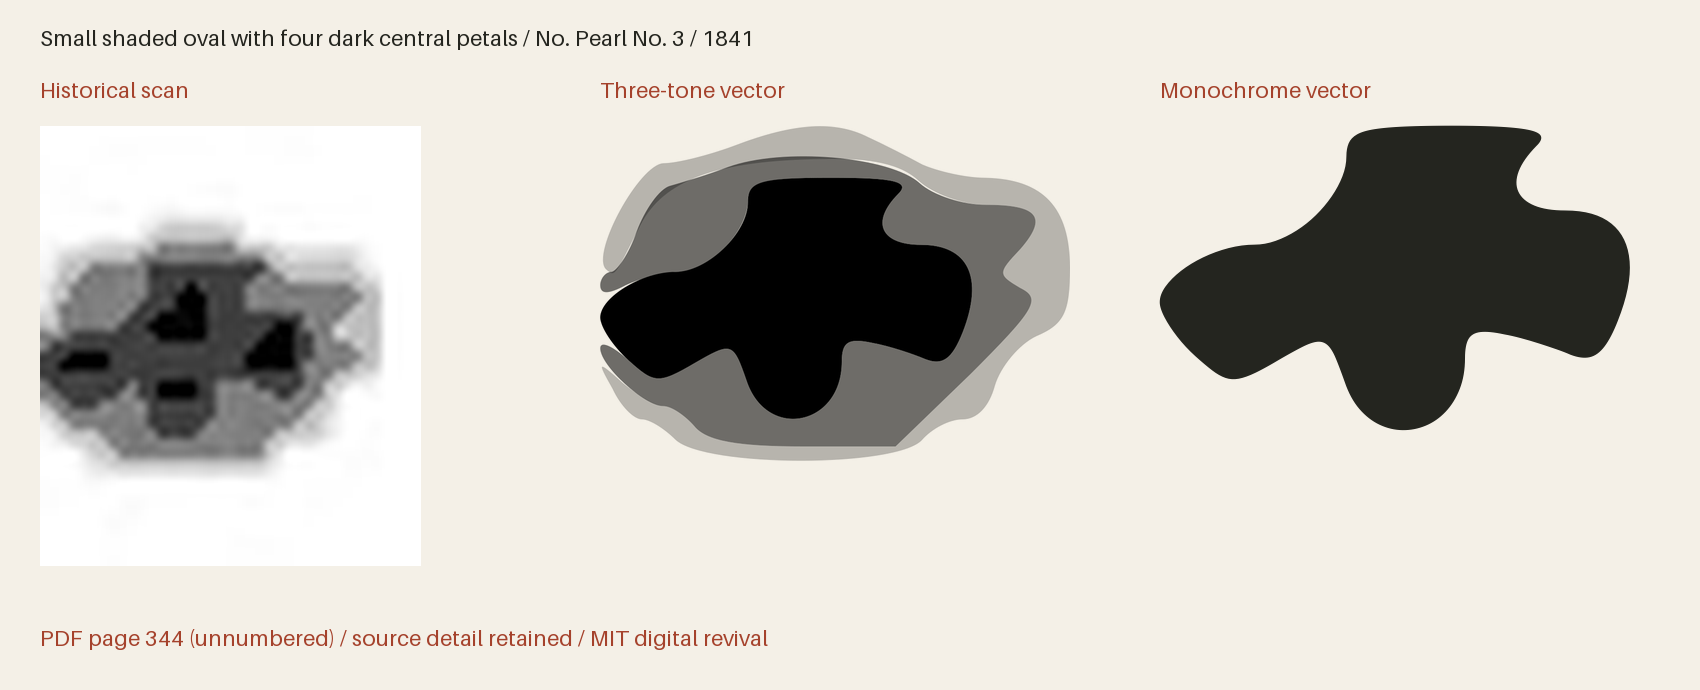 Small shaded oval with four dark central petals / No. Pearl No. 3 / 1841
Historical scan
Three-tone vector
Monochrome vector
PDF page 344 (unnumbered) / source detail retained / MIT digital revival